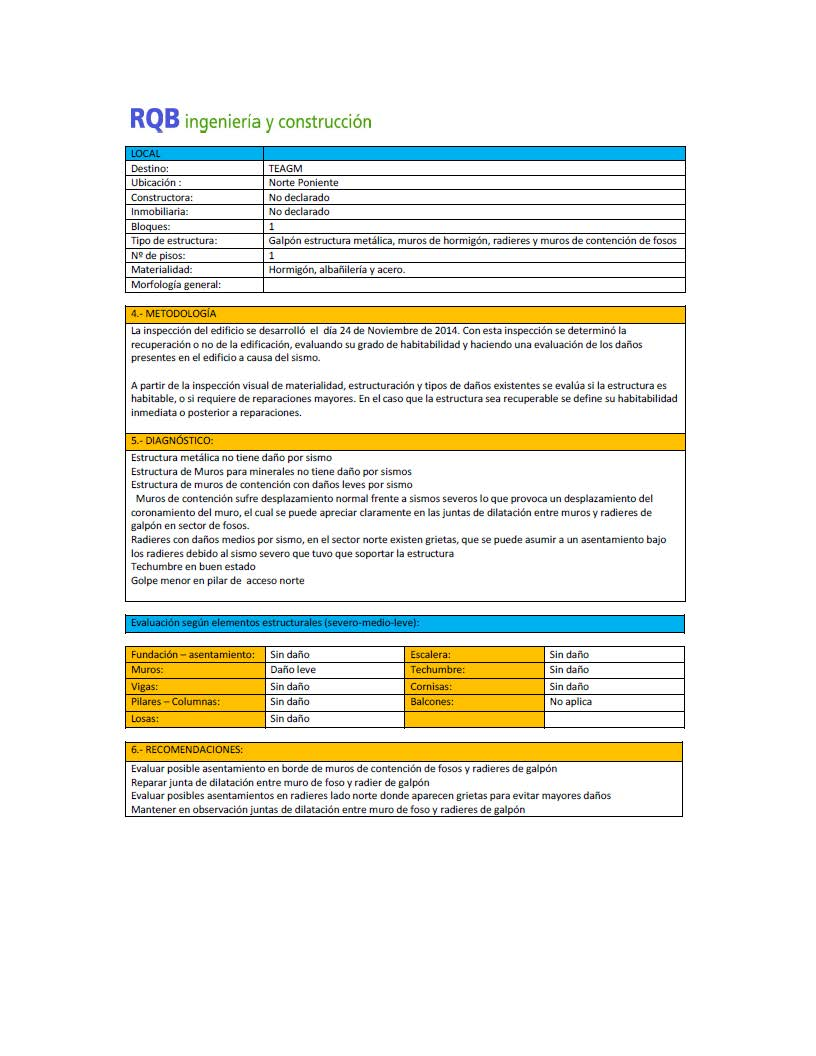 RQB ingeniería y construcción
LOCAL
Destino: TEAGM
Ubicación : Norte Poniente
Constructora: No declarado
Inmobiliaria: No declarado
Bloques: 1
Tipo de estructura: Galpón estructura metálica, muros de hormigón, radieres y muros de contención de fosos
Nº de pisos: 1
Materialidad: Hormigón, albañilería y acero.
Morfología general:
4.- METODOLOGÍA
La inspección del edificio se desarrolló el día 24 de Noviembre de 2014. Con esta inspección se determinó la
recuperación o no de la edificación, evaluando su grado de habitabilidad y haciendo una evaluación de los daños
presentes en el edificio a causa del sismo.
A partir de la inspección visual de materialidad, estructuración y tipos de daños existentes se evalúa si la estructura es
habitable, o si requiere de reparaciones mayores. En el caso que la estructura sea recuperable se define su habitabilidad
inmediata o posterior a reparaciones.
5.- DIAGNÓSTICO:
Estructura metálica no tiene daño por sismo
Estructura de Muros para minerales no tiene daño por sismos
Estructura de muros de contención con daños leves por sismo
Muros de contención sufre desplazamiento normal frente a sismos severos lo que provoca un desplazamiento del
coronamiento del muro, el cual se puede apreciar claramente en las juntas de dilatación entre muros y radieres de
galpón en sector de fosos.
Radieres con daños medios por sismo, en el sector norte existen grietas, que se puede asumir a un asentamiento bajo
los radieres debido al sismo severo que tuvo que soportar la estructura
Techumbre en buen estado
Golpe menor en pilar de acceso norte
Evaluación según elementos estructurales (severo-medio-leve):
Fundación – asentamiento: Sin daño Escalera: Sin daño
Muros: Daño leve Techumbre: Sin daño
Vigas: Sin daño Cornisas: Sin daño
Pilares – Columnas: Sin daño Balcones: No aplica
Losas: Sin daño
6.- RECOMENDACIONES:
Evaluar posible asentamiento en borde de muros de contención de fosos y radieres de galpón
Reparar junta de dilatación entre muro de foso y radier de galpón
Evaluar posibles asentamientos en radieres lado norte donde aparecen grietas para evitar mayores daños
Mantener en observación juntas de dilatación entre muro de foso y radieres de galpón